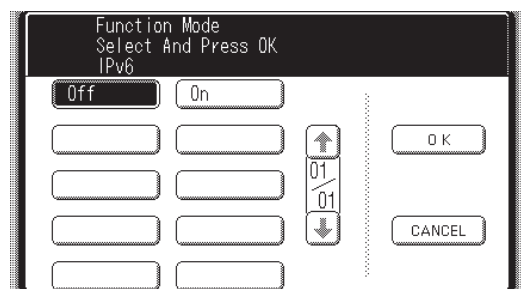 Function Mode
Select And Press OK
IPv6
Off On
OK
01
01
CANCEL